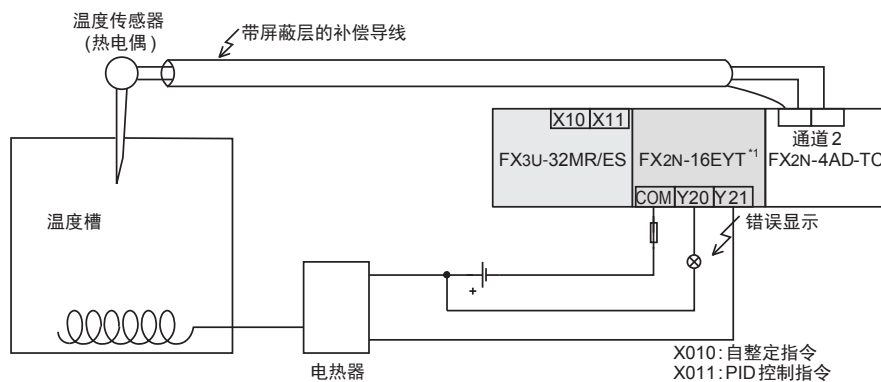 温度传感器
(热电偶)
带屏蔽层的补偿导线
X10 X11
通道2
FX3U-32MR/ES
FX2N-16EYT*1
FX2N-4AD-TC
COM Y20 Y21
温度槽
错误显示
+
电热器
X010:自整定指令
X011:PID控制指令